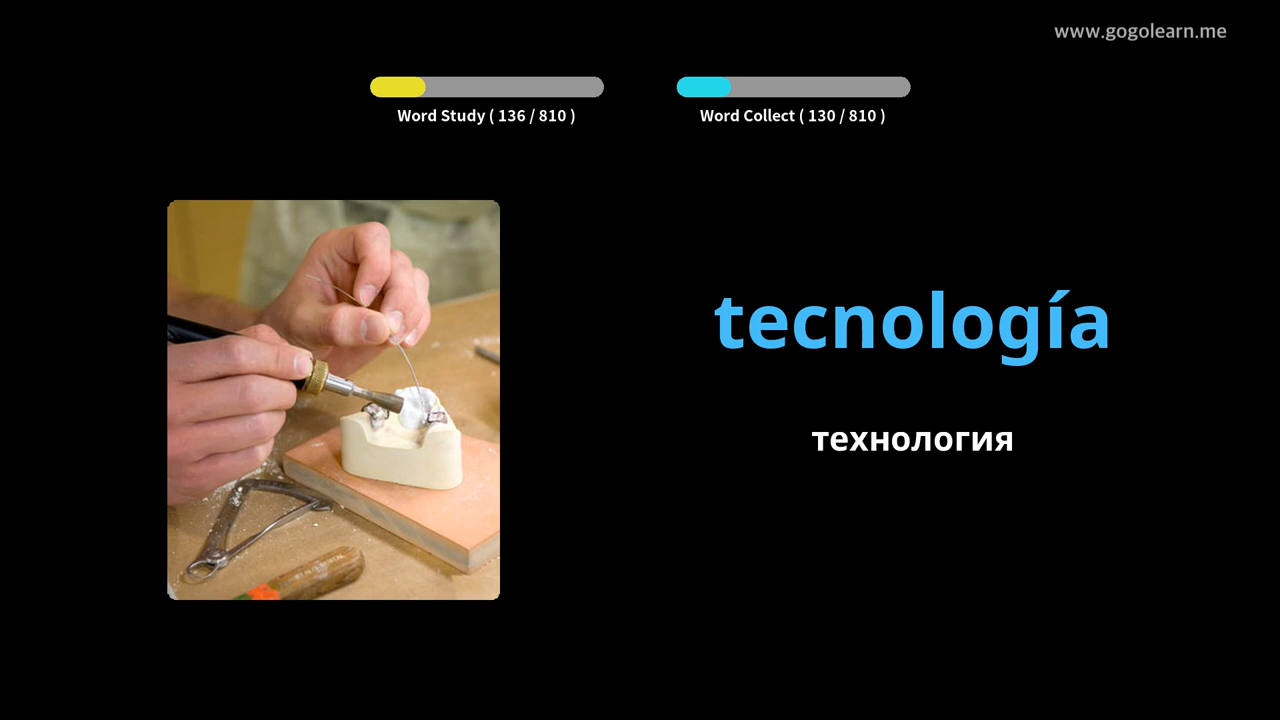 www.gogolearn.me
Word Study ( 136 / 810 )
Word Collect ( 130 / 810 )
tecnología
технология